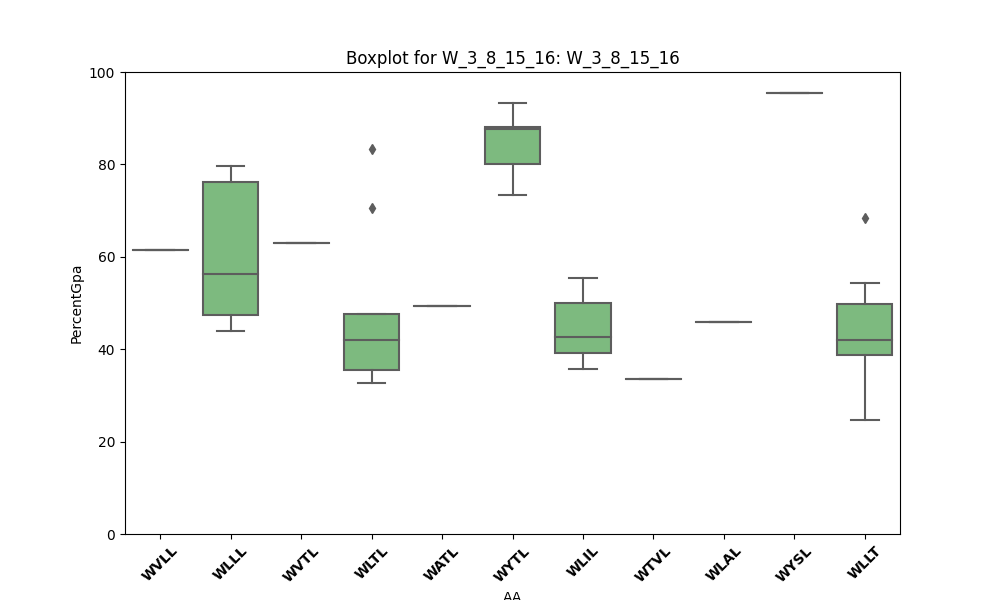 Boxplot for W_3_8_15_16: W_3_8_15_16
100
80
60
40
20
0
PercentGpa
WVLL
WLLL
WVTL
WLTL
WATL
WYTL
WLIL
WTVL
WLAL
WYSL
WLLT
AA